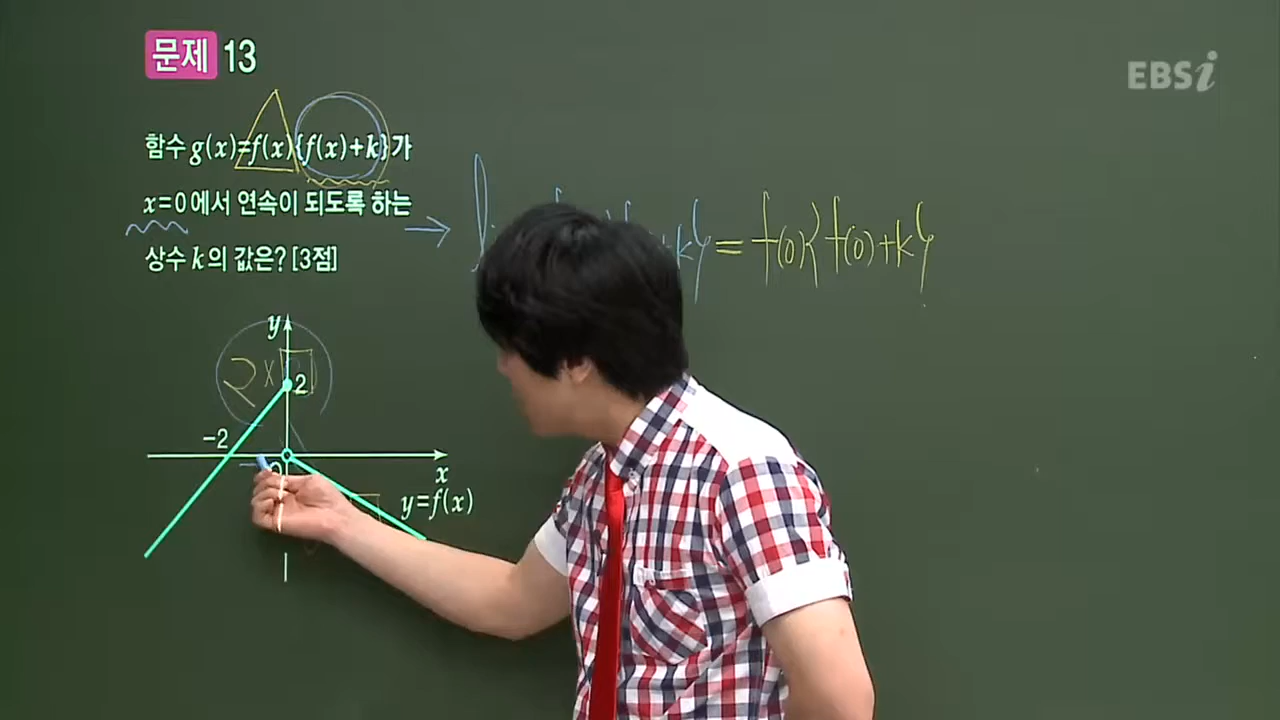 문제 13
EBSi
함수 g(x)=f(x){f(x)+k}가
x=0에서 연속이 되도록 하는
상수 k의 값은? [3점]
→ +k} = f(0){f(0)+k}
y
2×
2
-2
x
y=f(x)